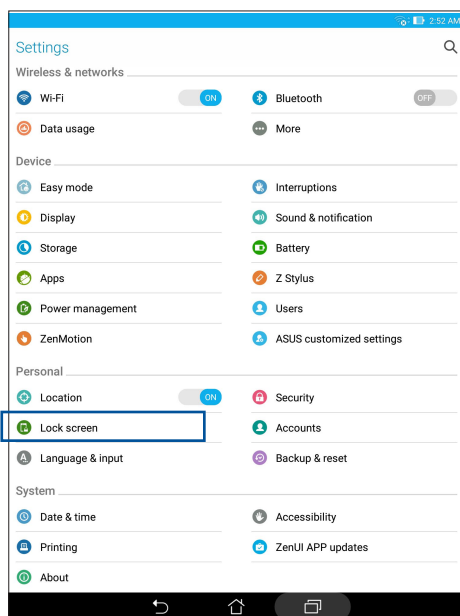 2:52 AM
Settings
Wireless & networks
Wi-Fi ON Bluetooth OFF
Data usage More
Device
Easy mode Interruptions
Display Sound & notification
Storage Battery
Apps Z Stylus
Power management Users
ZenMotion ASUS customized settings
Personal
Location ON Security
Lock screen Accounts
Language & input Backup & reset
System
Date & time Accessibility
Printing ZenUI APP updates
About